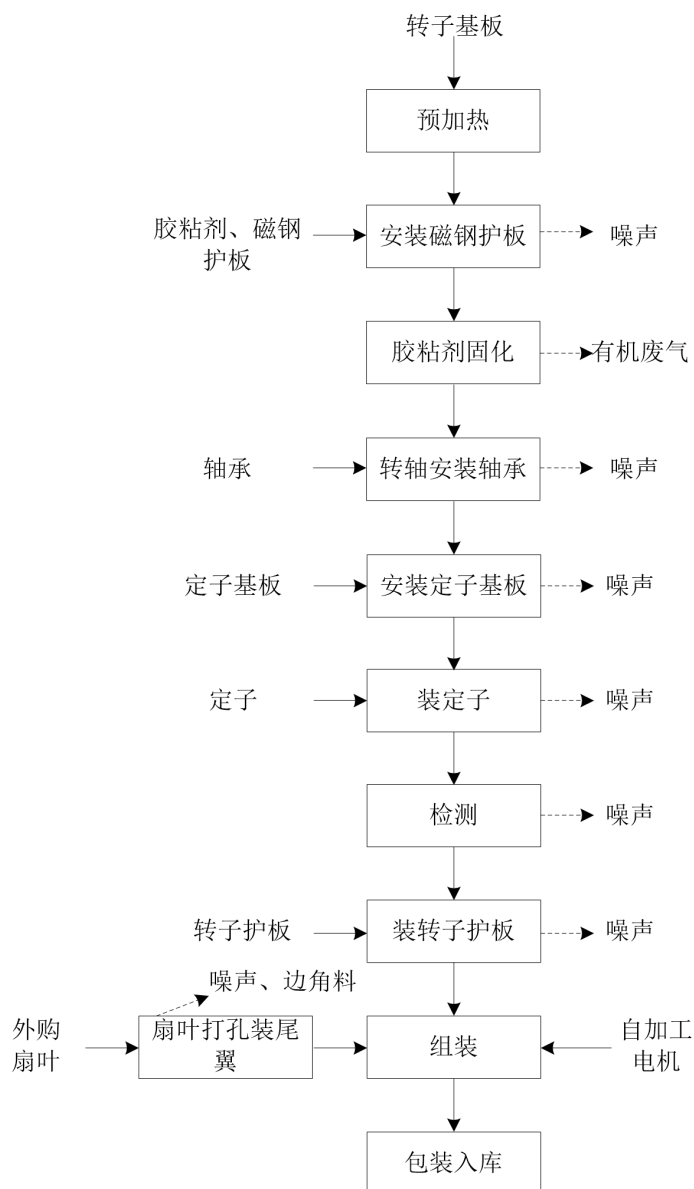 转子基板
预加热
胶粘剂、磁钢
护板
安装磁钢护板
噪声
胶粘剂固化
有机废气
轴承
转轴安装轴承
噪声
定子基板
安装定子基板
噪声
定子
装定子
噪声
检测
噪声
转子护板
装转子护板
噪声
噪声、边角料
外购
扇叶
扇叶打孔装尾
翼
组装
自加工
电机
包装入库